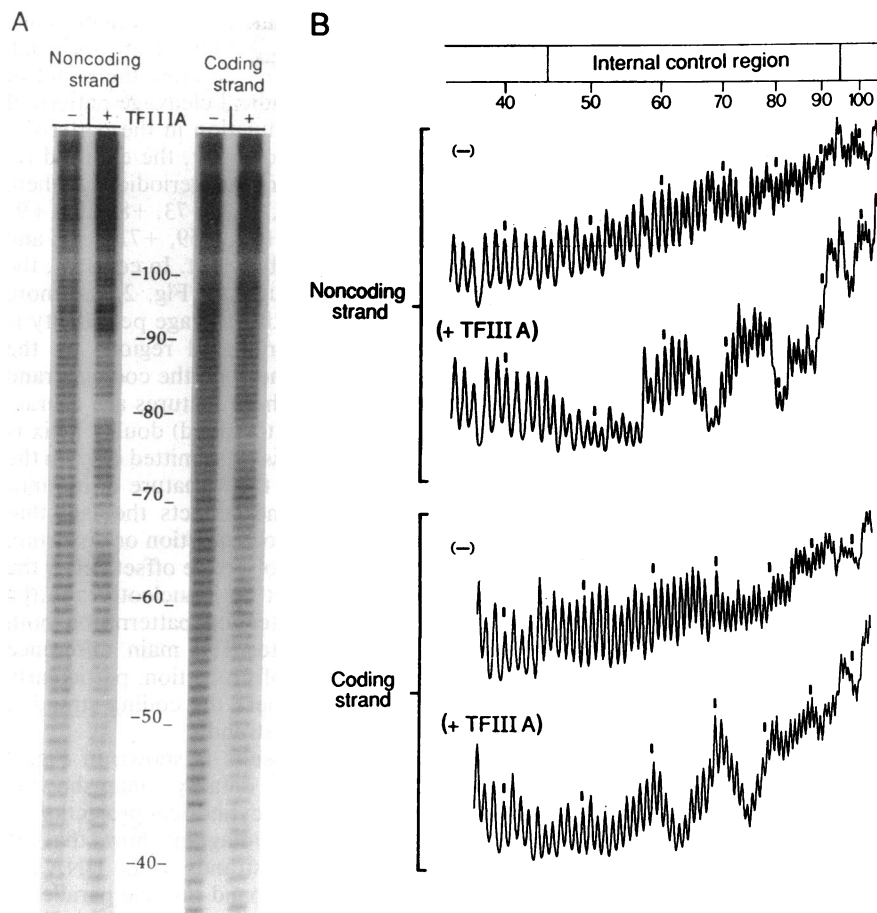 A
Noncoding
strand
Coding
strand
– + TFIIIA – +
-100-
-90-
-80-
-70-
-60-
-50-
-40-
B
Internal control region
40 50 60 70 80 90 100
(–)
Noncoding
strand
(+ TFIII A)
(–)
Coding
strand
(+ TFIII A)